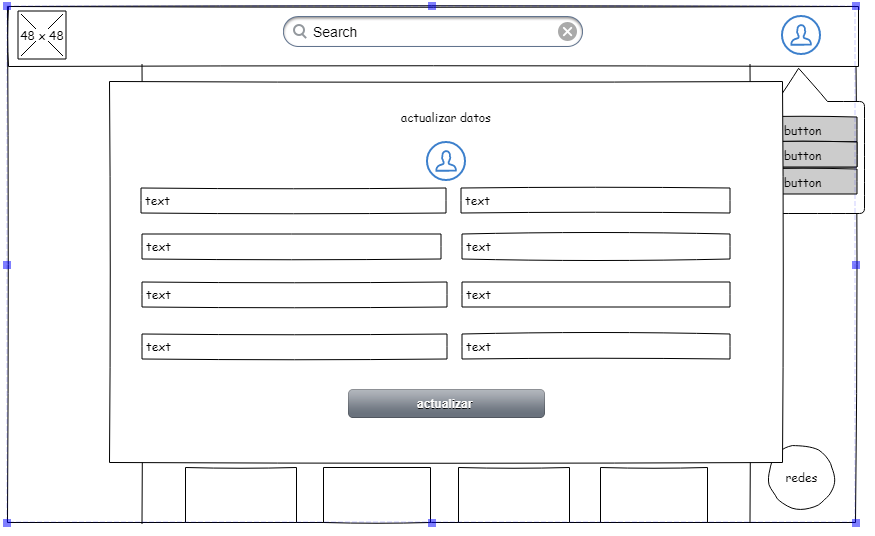 48 x 48
Search
actualizar datos
button
button
button
text
text
text
text
text
text
text
text
actualizar
redes